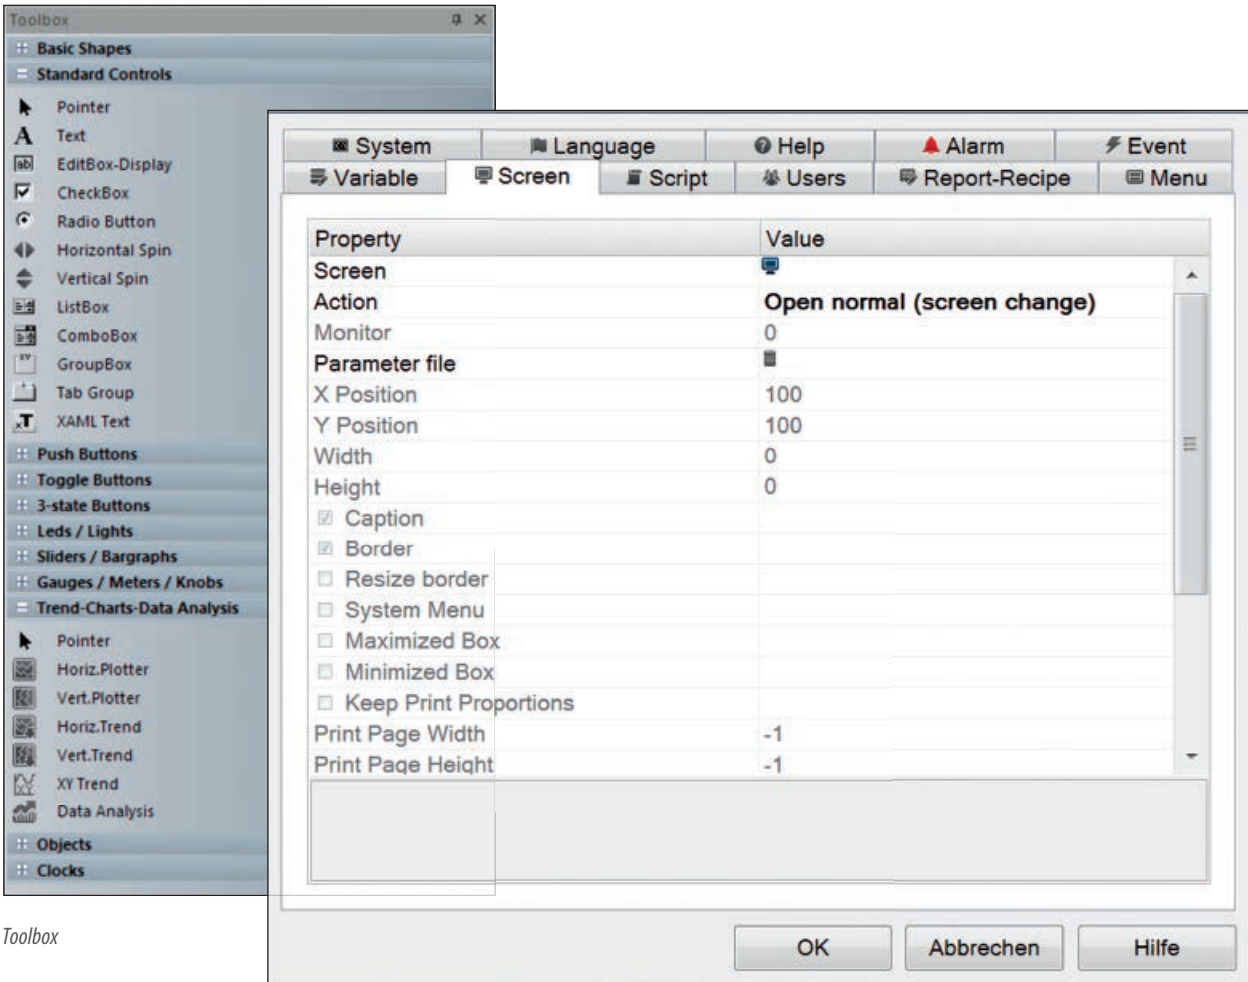 Toolbox
Basic Shapes
Standard Controls
Pointer
A Text
ab EditBox-Display
CheckBox
Radio Button
Horizontal Spin
Vertical Spin
ListBox
ComboBox
XY GroupBox
Tab Group
xT XAML Text
Push Buttons
Toggle Buttons
3-state Buttons
Leds / Lights
Sliders / Bargraphs
Gauges / Meters / Knobs
Trend-Charts-Data Analysis
Pointer
Horiz.Plotter
Vert.Plotter
Horiz.Trend
Vert.Trend
XY Trend
Data Analysis
Objects
Clocks
Toolbox
System Language Help Alarm Event
Variable Screen Script Users Report-Recipe Menu
Property Value
Screen
Action Open normal (screen change)
Monitor 0
Parameter file
X Position 100
Y Position 100
Width 0
Height 0
Caption
Border
Resize border
System Menu
Maximized Box
Minimized Box
Keep Print Proportions
Print Page Width -1
Print Page Height -1
OK Abbrechen Hilfe